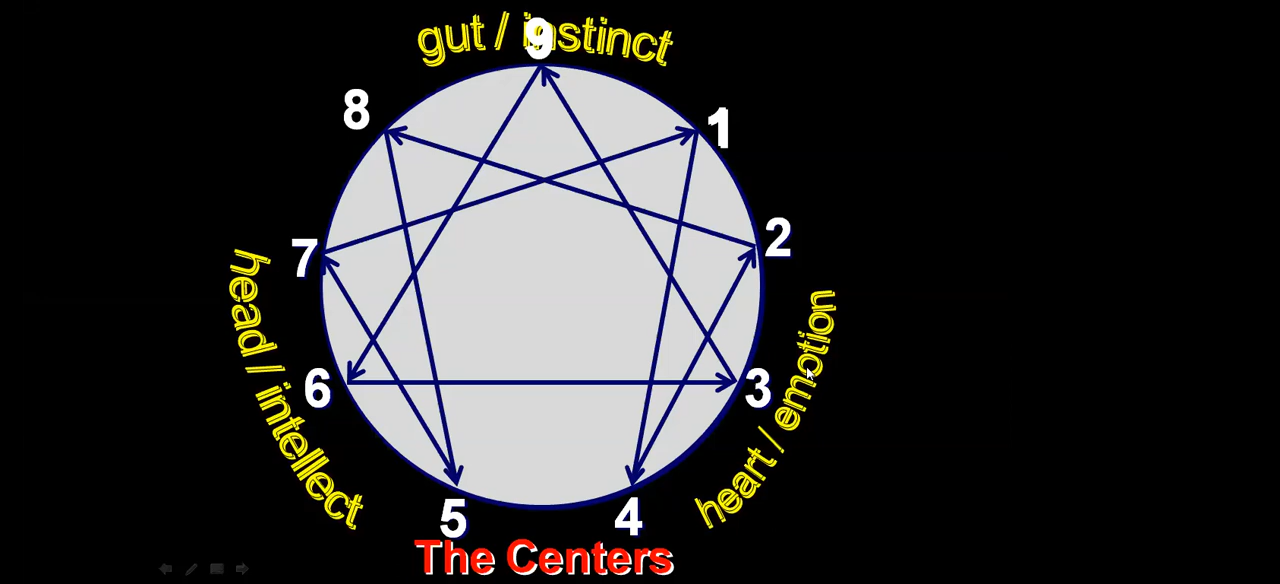 gut / instinct
9
8
1
7
2
head / intellect
heart / emotion
6
3
5
4
The Centers